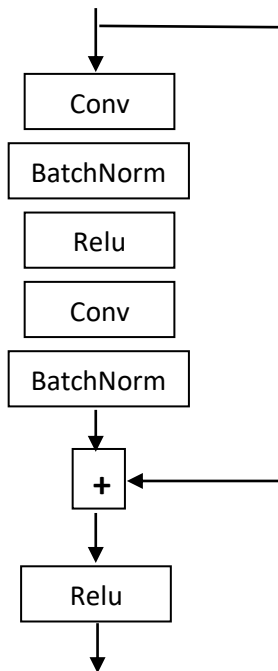 Conv
BatchNorm
Relu
Conv
BatchNorm
+
Relu